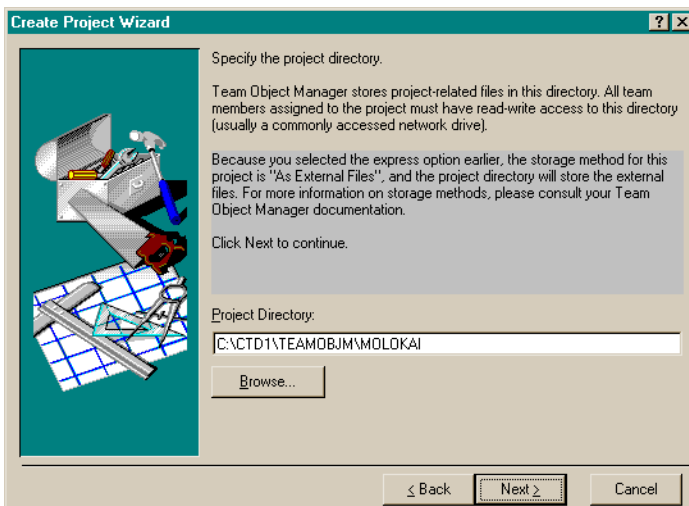 Create Project Wizard
Specify the project directory.
Team Object Manager stores project-related files in this directory. All team
members assigned to the project must have read-write access to this directory
(usually a commonly accessed network drive).
Because you selected the express option earlier, the storage method for this
project is "As External Files", and the project directory will store the external
files. For more information on storage methods, please consult your Team
Object Manager documentation.
Click Next to continue.
Project Directory:
C:\CTD1\TEAMOBJM\MOLOKAI
Browse...
< Back Next > Cancel